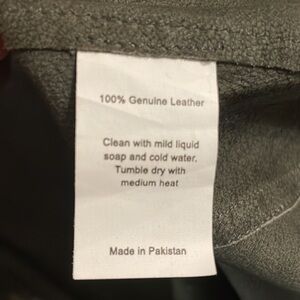 100% Genuine Leather
Clean with mild liquid
soap and cold water.
Tumble dry with
medium heat
Made in Pakistan